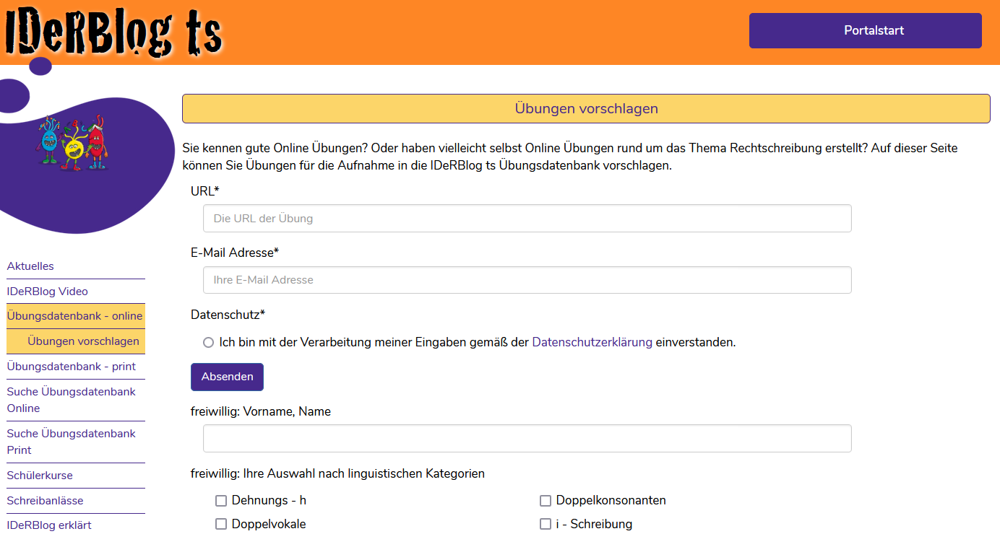 IDeRBlog ts
Portalstart
Übungen vorschlagen
Sie kennen gute Online Übungen? Oder haben vielleicht selbst Online Übungen rund um das Thema Rechtschreibung erstellt? Auf dieser Seite
können Sie Übungen für die Aufnahme in die IDeRBlog ts Übungsdatenbank vorschlagen.
URL*
Die URL der Übung
E-Mail Adresse*
Ihre E-Mail Adresse
Datenschutz*
Ich bin mit der Verarbeitung meiner Eingaben gemäß der Datenschutzerklärung einverstanden.
Absenden
freiwillig: Vorname, Name
freiwillig: Ihre Auswahl nach linguistischen Kategorien
Dehnungs - h
Doppelkonsonanten
Doppelvokale
i - Schreibung
Aktuelles
IDeRBlog Video
Übungsdatenbank - online
Übungen vorschlagen
Übungsdatenbank - print
Suche Übungsdatenbank
Online
Suche Übungsdatenbank
Print
Schülerkurse
Schreibanlässe
IDeRBlog erklärt